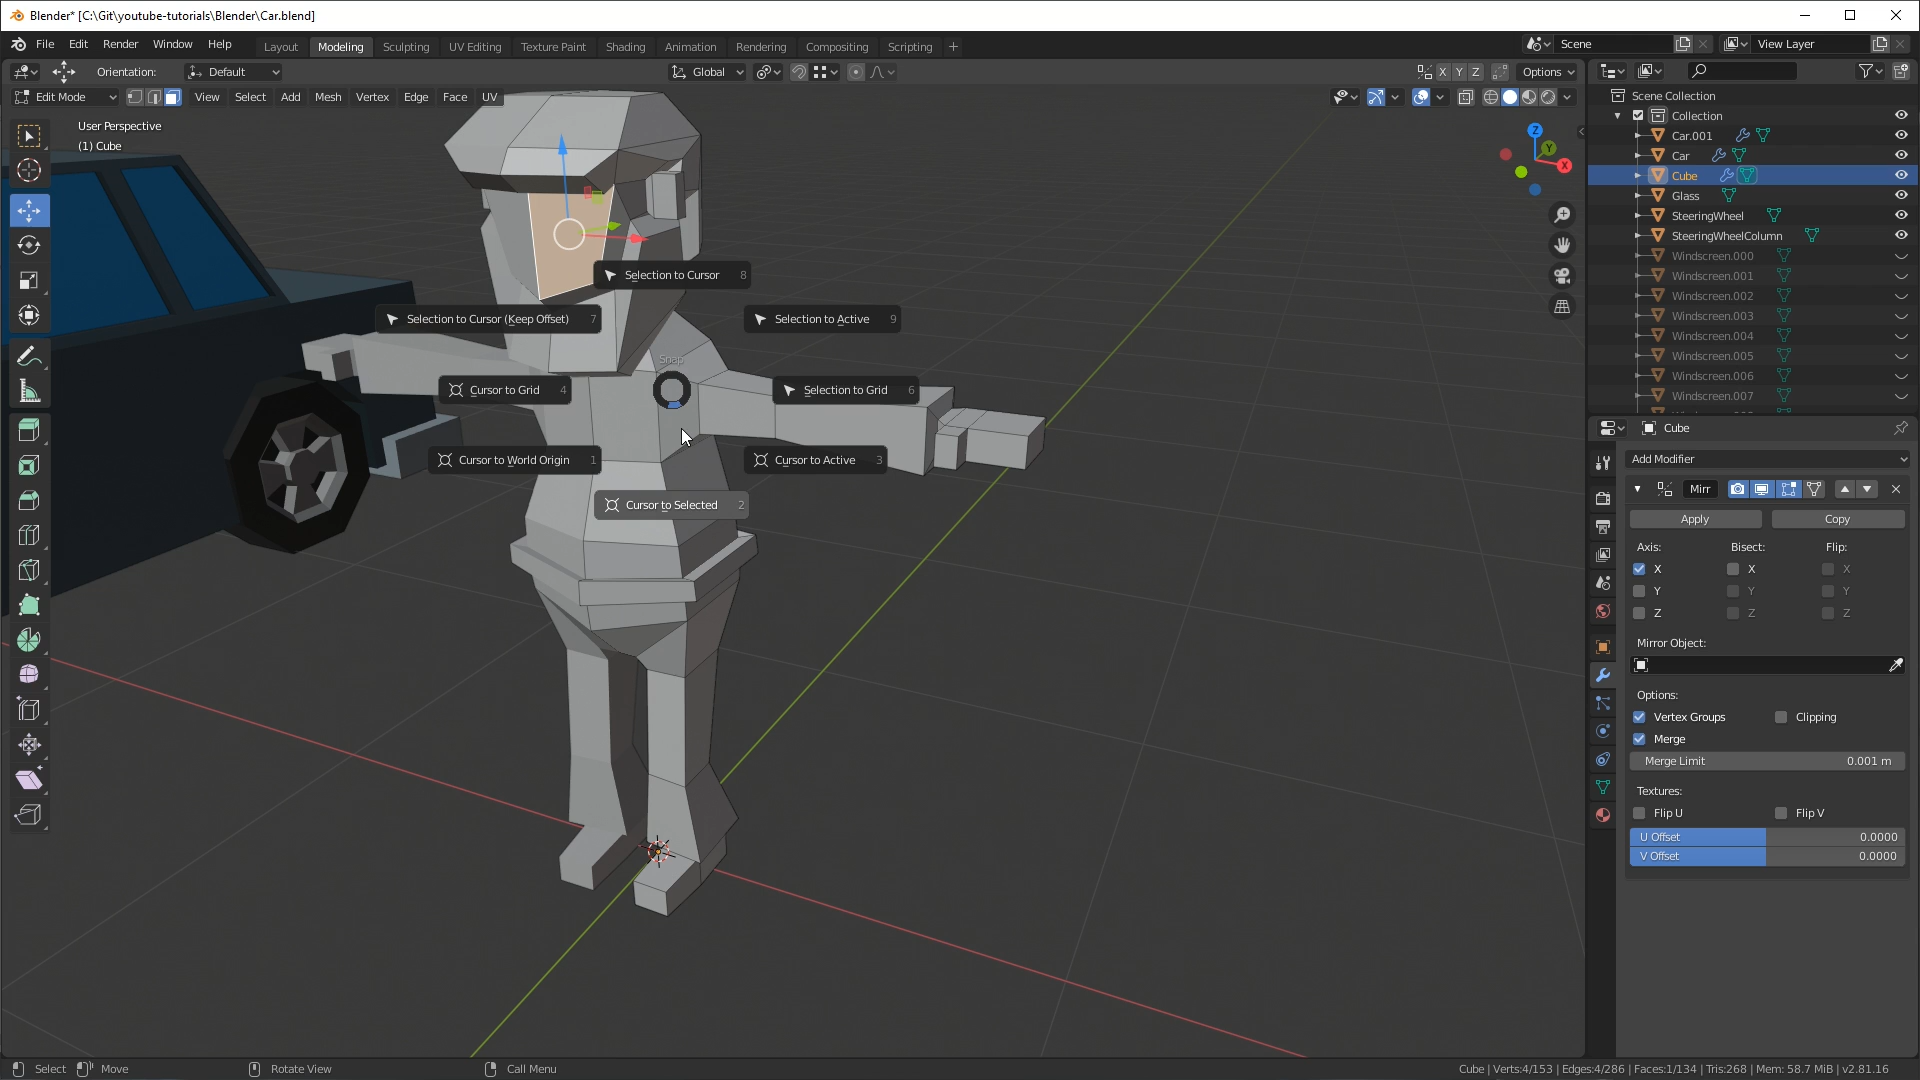 Blender* [C:\Git\youtube-tutorials\Blender\Car.blend]
File Edit Render Window Help Layout Modeling Sculpting UV Editing Texture Paint Shading Animation Rendering Compositing Scripting + Scene View Layer
Orientation: Default Global X Y Z Options
Edit Mode View Select Add Mesh Vertex Edge Face UV
User Perspective
(1) Cube
Z
Y
X
Selection to Cursor 8
Selection to Cursor (Keep Offset) 7
Selection to Active 9
Snap
Cursor to Grid 4
Selection to Grid 6
Cursor to World Origin 1
Cursor to Active 3
Cursor to Selected 2
Scene Collection
Collection
Car.001
Car
Cube
Glass
SteeringWheel
SteeringWheelColumn
Windscreen.000
Windscreen.001
Windscreen.002
Windscreen.003
Windscreen.004
Windscreen.005
Windscreen.006
Windscreen.007
Cube
Add Modifier
Mirr
Apply Copy
Axis: Bisect: Flip:
X X X
Y Y Y
Z Z Z
Mirror Object:
Options:
Vertex Groups Clipping
Merge
Merge Limit 0.001 m
Textures:
Flip U Flip V
U Offset 0.0000
V Offset 0.0000
Select Move Rotate View Call Menu Cube | Verts:4/153 | Edges:4/286 | Faces:1/134 | Tris:268 | Mem: 58.7 MiB | v2.81.16